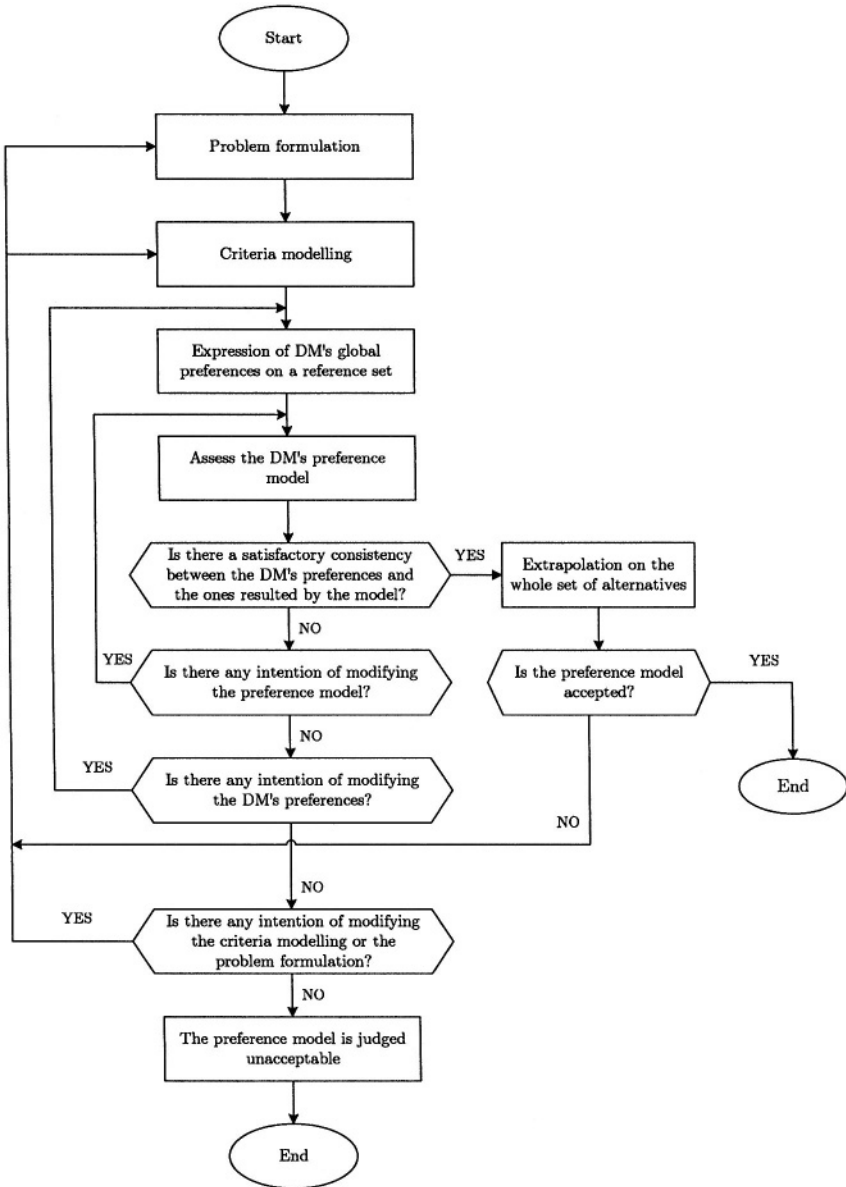 Start
Problem formulation
Criteria modelling
Expression of DM's global
preferences on a reference set
Assess the DM's preference
model
Is there a satisfactory consistency
between the DM's preferences and
the ones resulted by the model?
YES
Extrapolation on the
whole set of alternatives
NO
YES
Is there any intention of modifying
the preference model?
Is the preference model
accepted?
YES
NO
YES
Is there any intention of modifying
the DM's preferences?
End
NO
NO
YES
Is there any intention of modifying
the criteria modelling or the
problem formulation?
NO
The preference model is judged
unacceptable
End